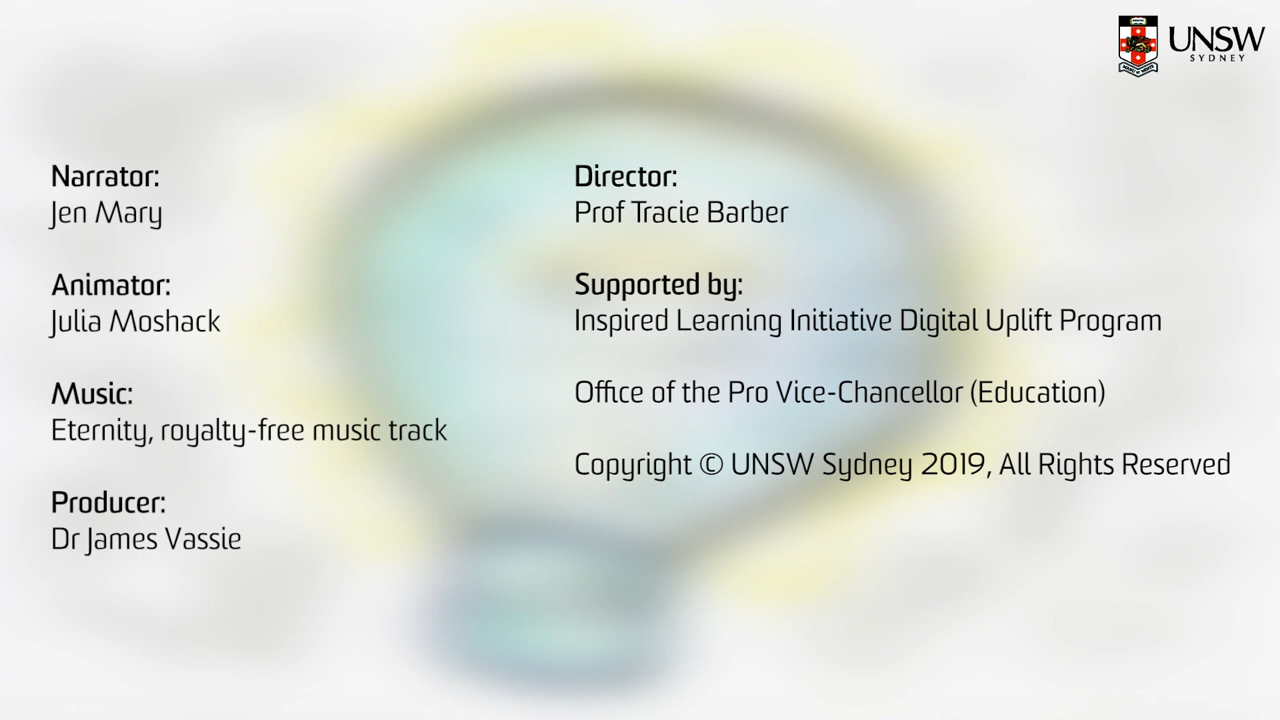 UNSW
SYDNEY
Narrator:
Jen Mary
Animator:
Julia Moshack
Music:
Eternity, royalty-free music track
Producer:
Dr James Vassie
Director:
Prof Tracie Barber
Supported by:
Inspired Learning Initiative Digital Uplift Program
Office of the Pro Vice-Chancellor (Education)
Copyright © UNSW Sydney 2019, All Rights Reserved